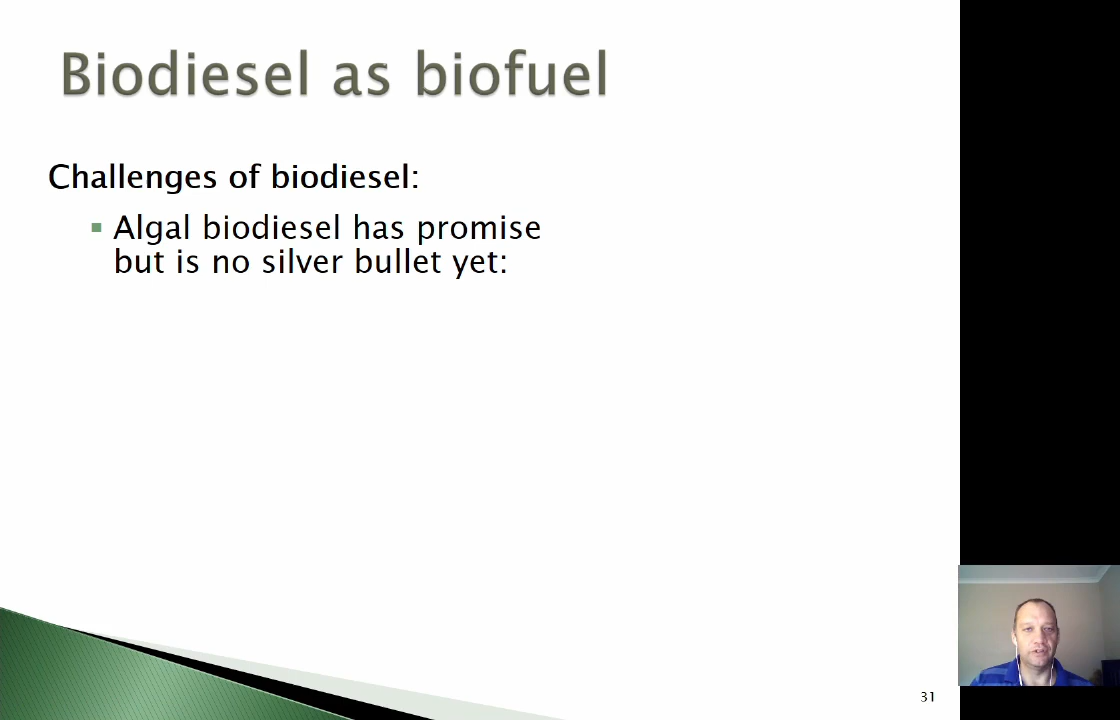 Biodiesel as biofuel
Challenges of biodiesel:
Algal biodiesel has promise
but is no silver bullet yet:
31